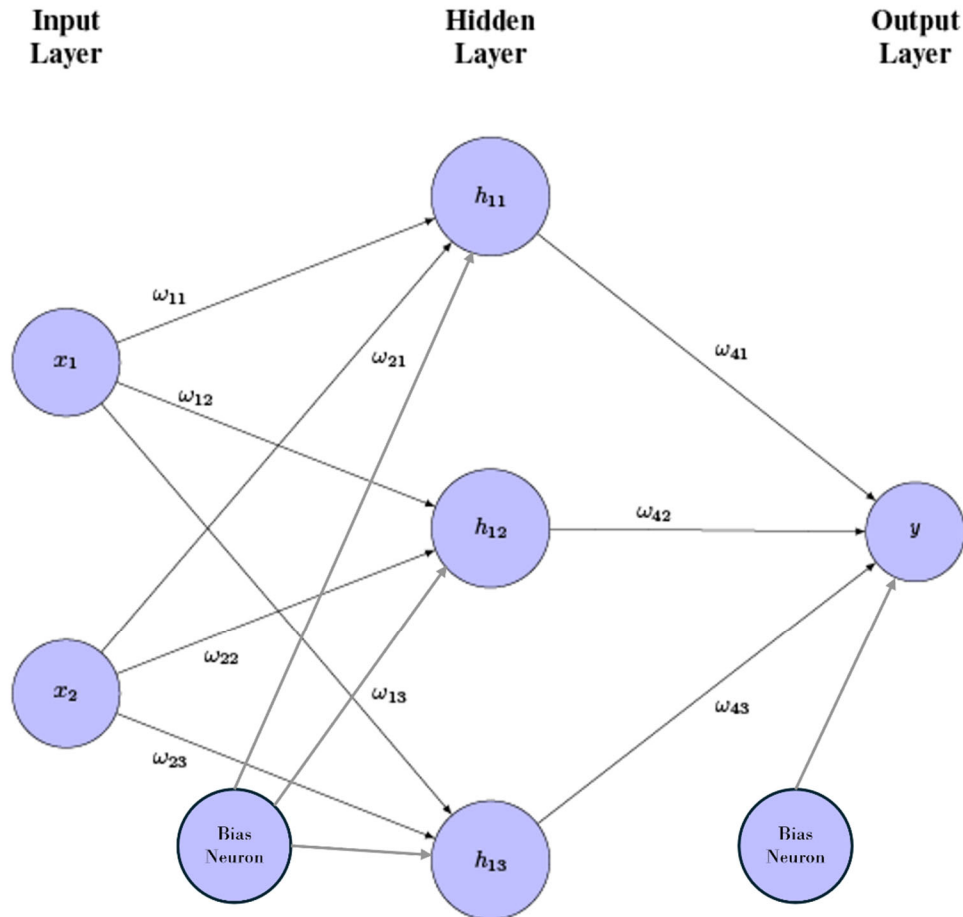 Input
Layer
Hidden
Layer
Output
Layer
h₁₁
ω₁₁
x₁
ω₂₁
ω₄₁
ω₁₂
h₁₂
ω₄₂
y
ω₂₂
x₂
ω₁₃
ω₄₃
ω₂₃
Bias
Neuron
h₁₃
Bias
Neuron